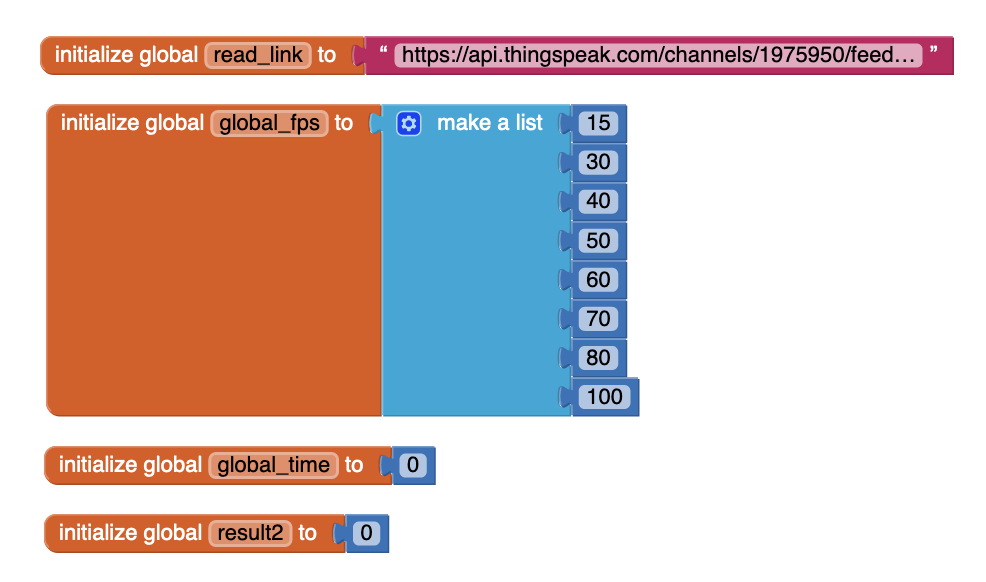 initialize global read_link to “ https://api.thingspeak.com/channels/1975950/feed... ”
initialize global global_fps to make a list 15
30
40
50
60
70
80
100
initialize global global_time to 0
initialize global result2 to 0